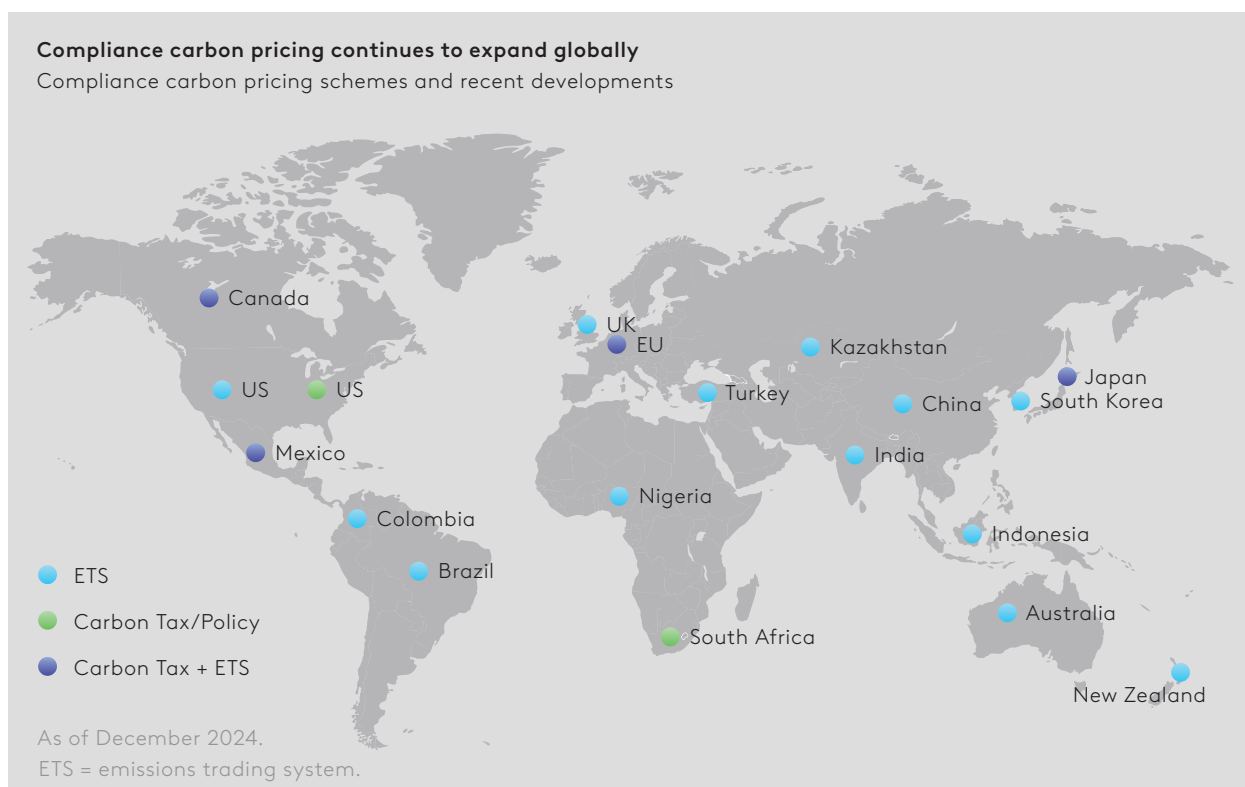 Compliance carbon pricing continues to expand globally
Compliance carbon pricing schemes and recent developments
Canada
UK
EU
Kazakhstan
US
US
Turkey
China
Japan
South Korea
Mexico
India
Nigeria
Colombia
Indonesia
Brazil
ETS
Australia
Carbon Tax/Policy
South Africa
Carbon Tax + ETS
New Zealand
As of December 2024.
ETS = emissions trading system.